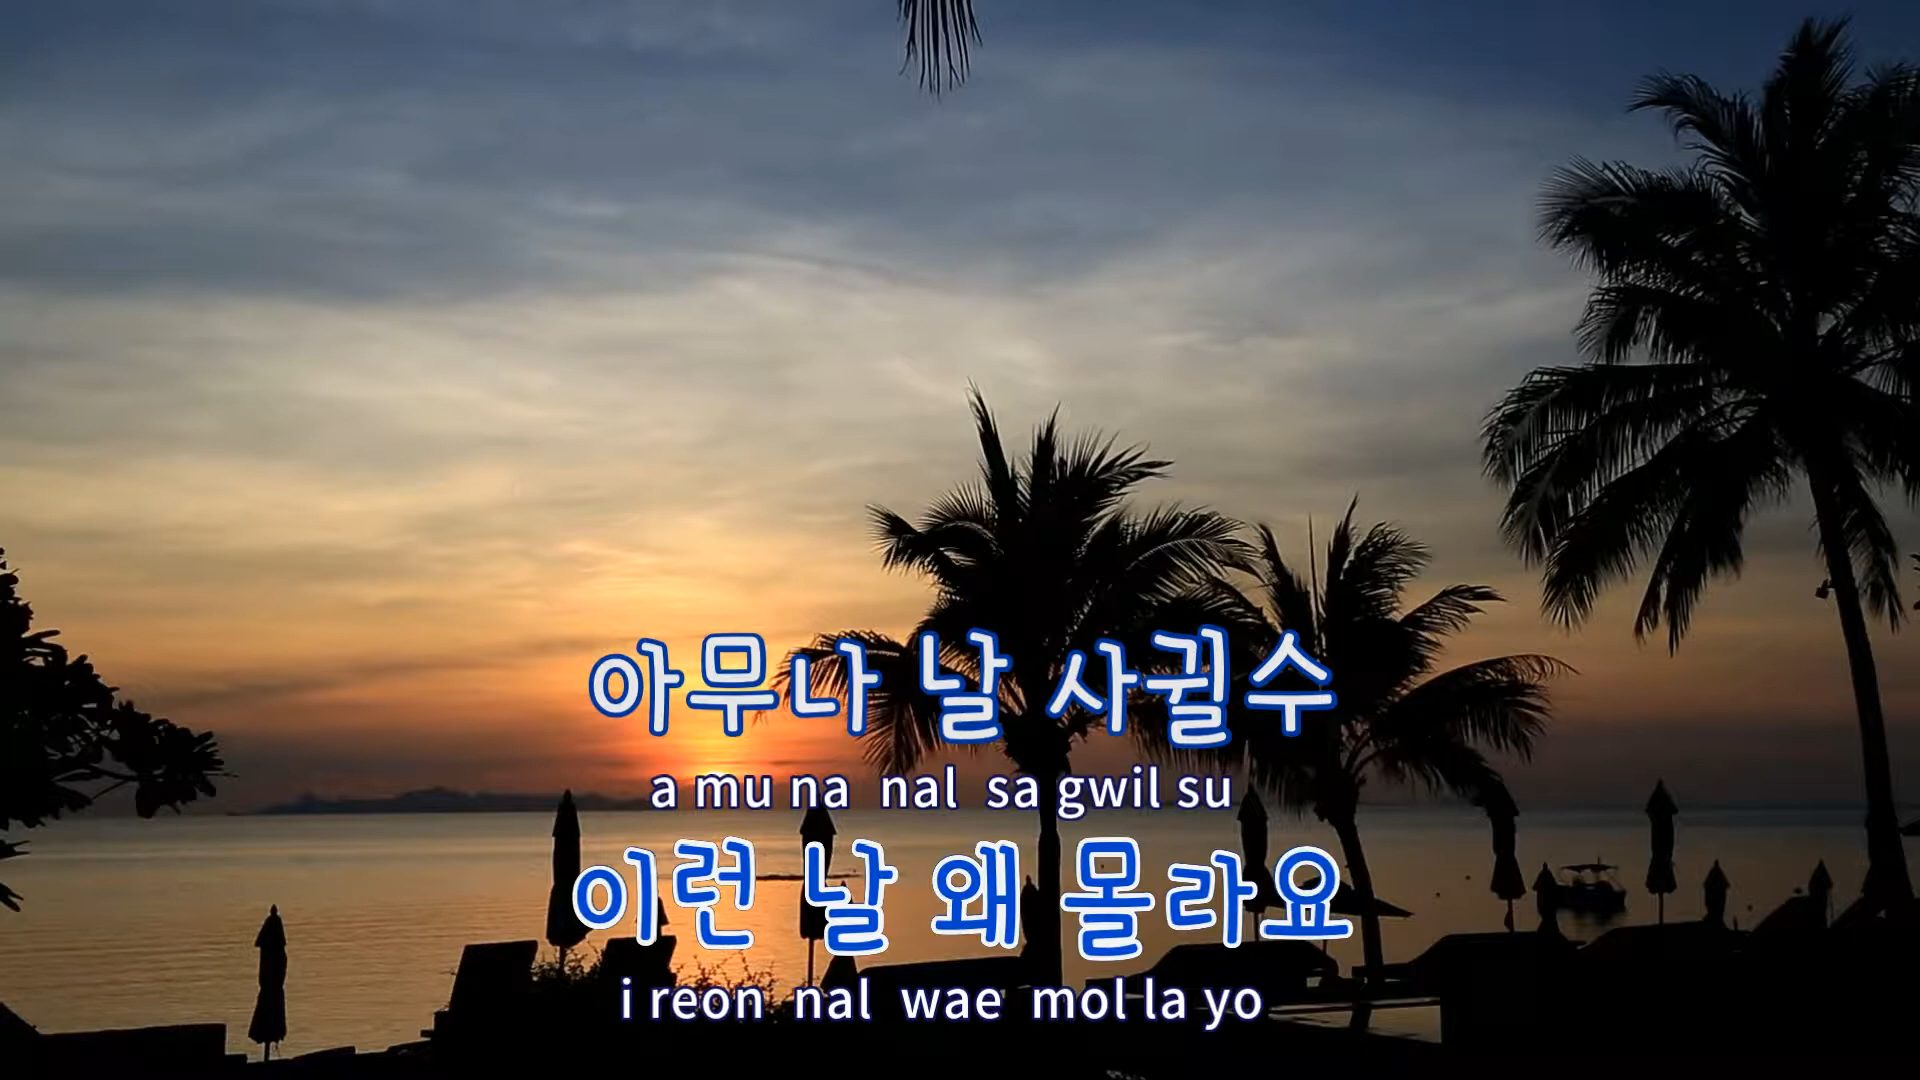 아무나 날 사귈수
a mu na nal sa gwil su
이런 날 왜 몰라요
i reon nal wae mol la yo